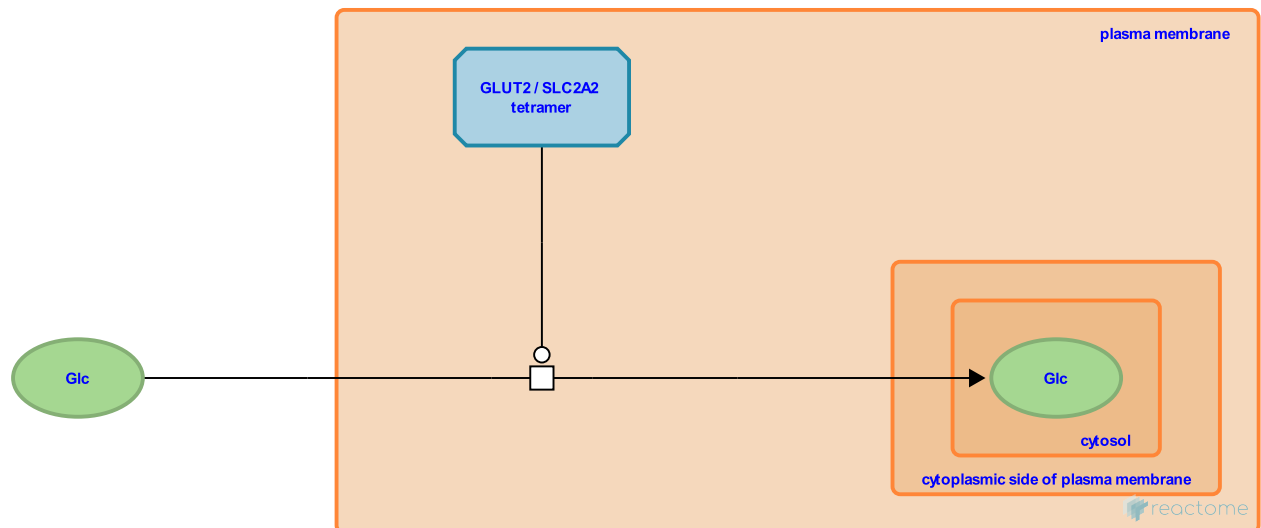 plasma membrane
GLUT2 / SLC2A2
tetramer
Glc
Glc
cytosol
cytoplasmic side of plasma membrane
reactome